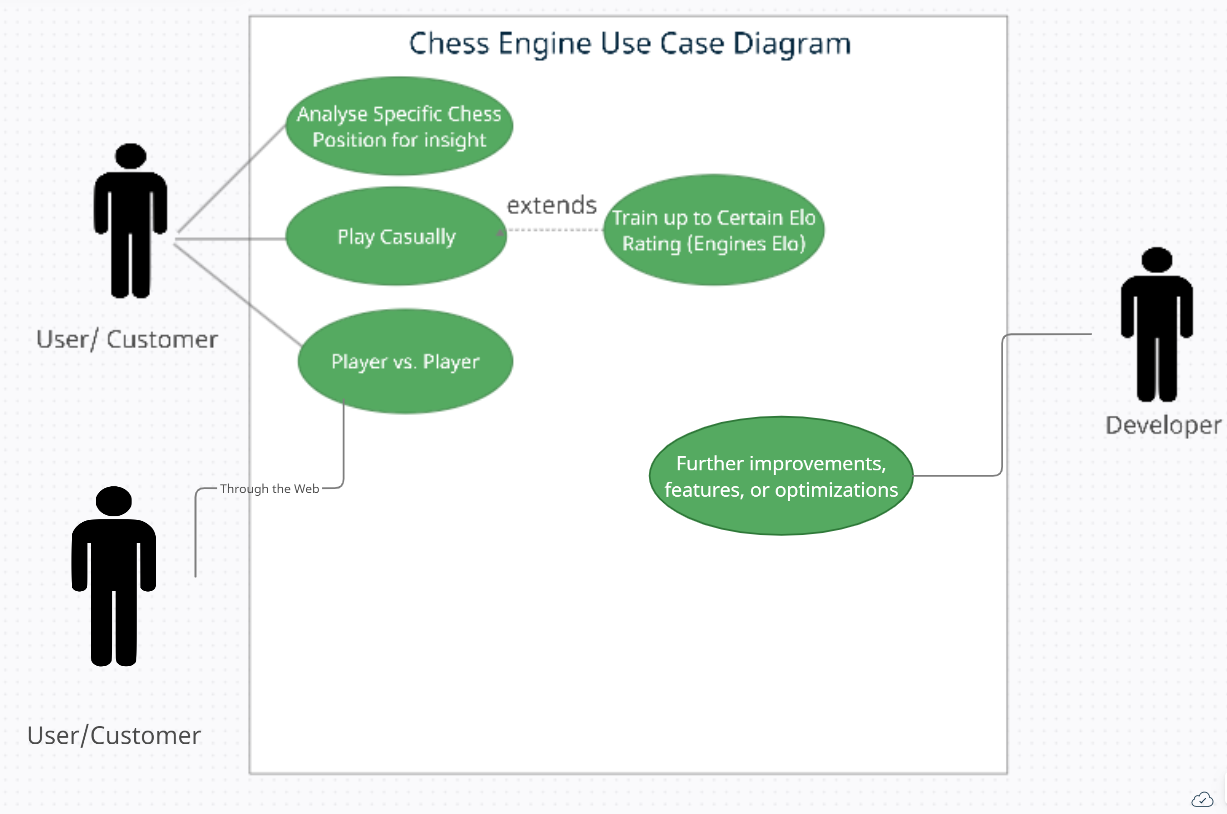 Chess Engine Use Case Diagram
Analyse Specific Chess
Position for insight
Play Casually
extends
Train up to Certain Elo
Rating (Engines Elo)
User/ Customer
Player vs. Player
Developer
Further improvements,
features, or optimizations
Through the Web
User/Customer